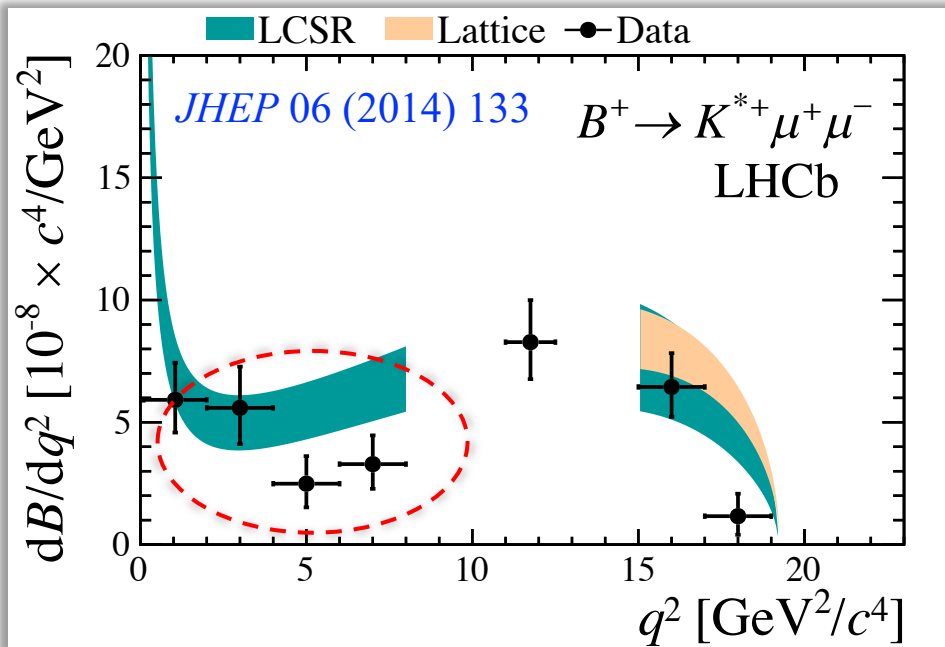 LCSR Lattice Data
JHEP 06 (2014) 133
B⁺ → K*⁺μ⁺μ⁻
LHCb
dB/dq² [10⁻⁸ × c⁴/GeV²]
20
15
10
5
0
0 5 10 15 20
q² [GeV²/c⁴]